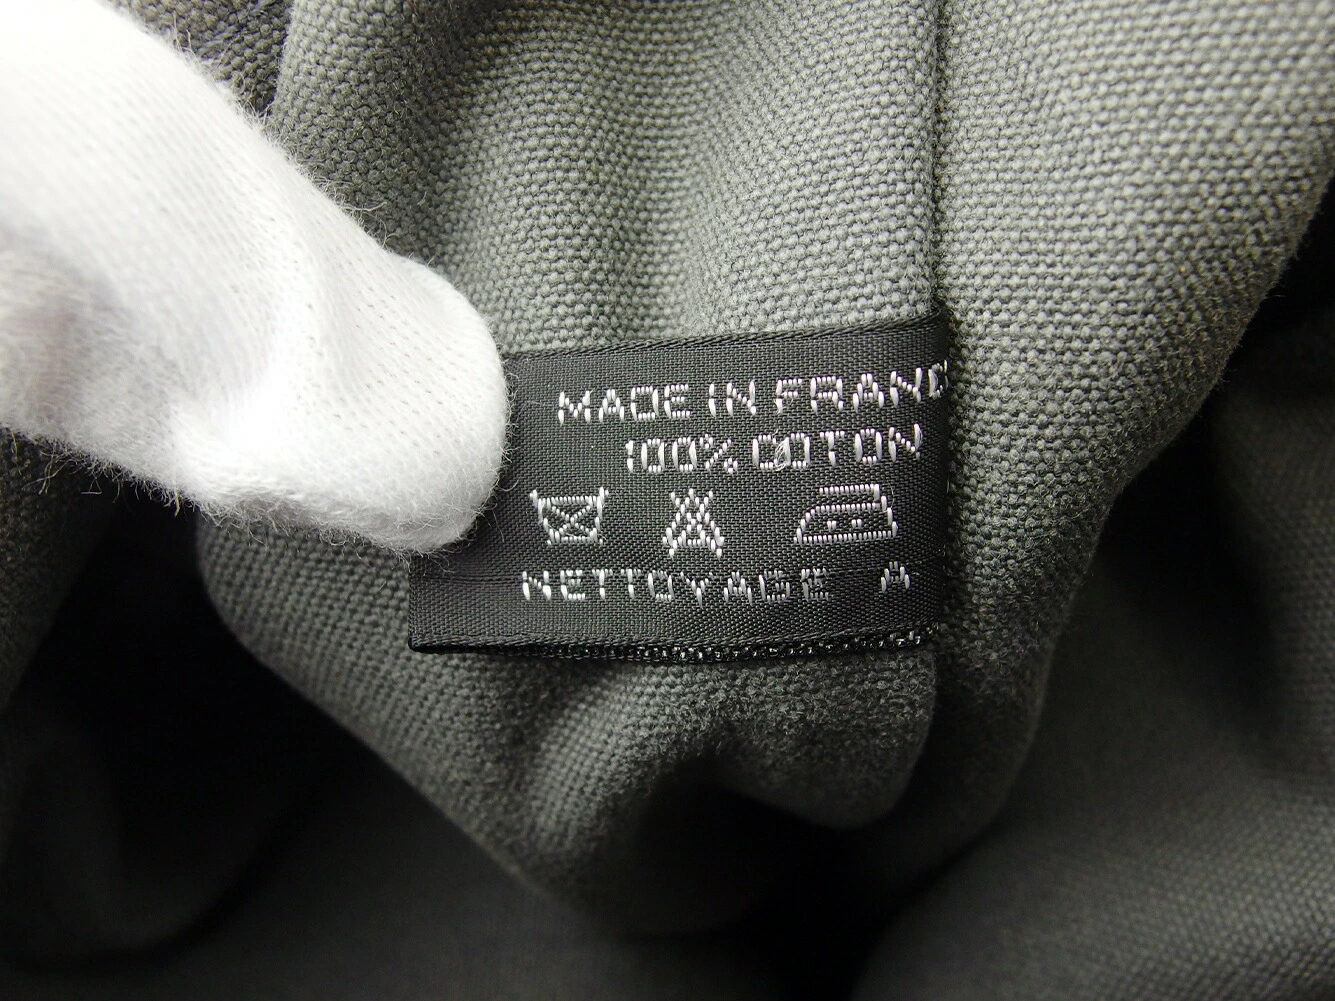 MADE IN FRANC
100% COTON
NETTOYAGE A